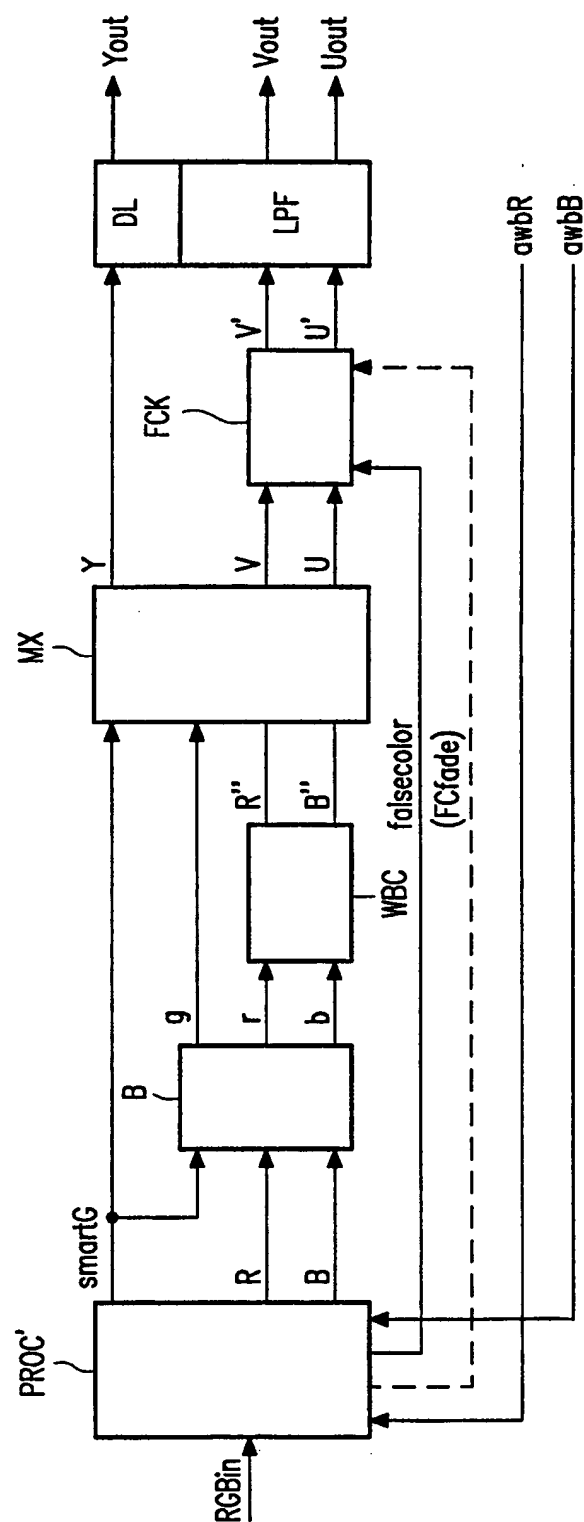 RGBin
PROC'
smartG
R
B
B
g
r
b
WBC
R"
B"
MX
Y
V
U
falsecolor
(FCfade)
FCK
V'
U'
DL
LPF
Yout
Vout
Uout
awbR
awbB